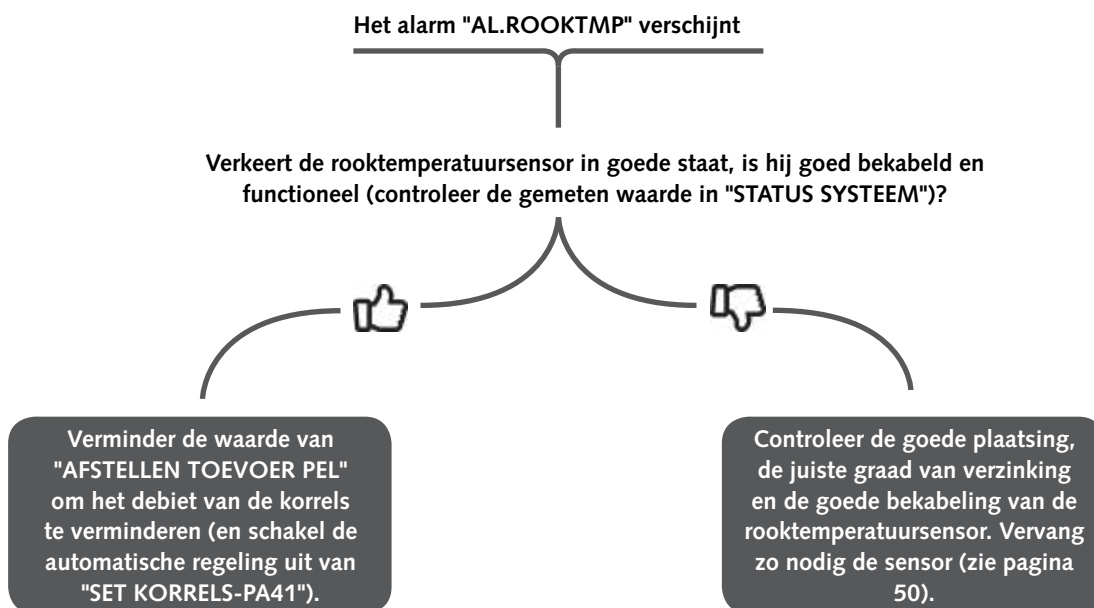 Het alarm "AL.ROOKTMP" verschijnt
Verkeert de rooktemperatuursensor in goede staat, is hij goed bekabeld en
functioneel (controleer de gemeten waarde in "STATUS SYSTEEM")?
Verminder de waarde van
"AFSTELLEN TOEVOER PEL"
om het debiet van de korrels
te verminderen (en schakel de
automatische regeling uit van
"SET KORRELS-PA41").
Controleer de goede plaatsing,
de juiste graad van verzinking
en de goede bekabeling van de
rooktemperatuursensor. Vervang
zo nodig de sensor (zie pagina
50).